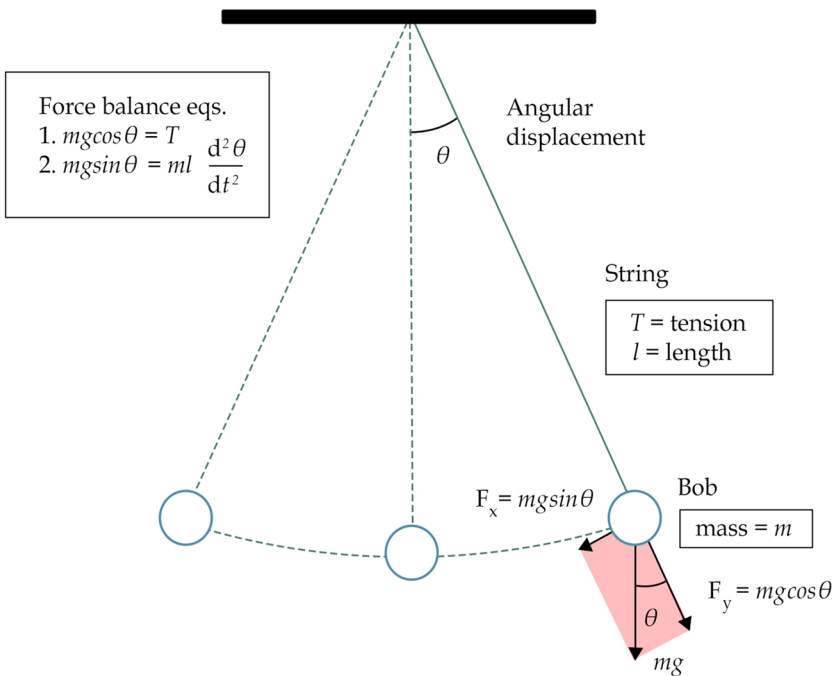 Force balance eqs.
1. mgcosθ = T
2. mgsinθ = ml d²θ/dt²
Angular
displacement
θ
String
T = tension
l = length
Bob
mass = m
Fₓ = mgsinθ
F_y = mgcosθ
θ
mg